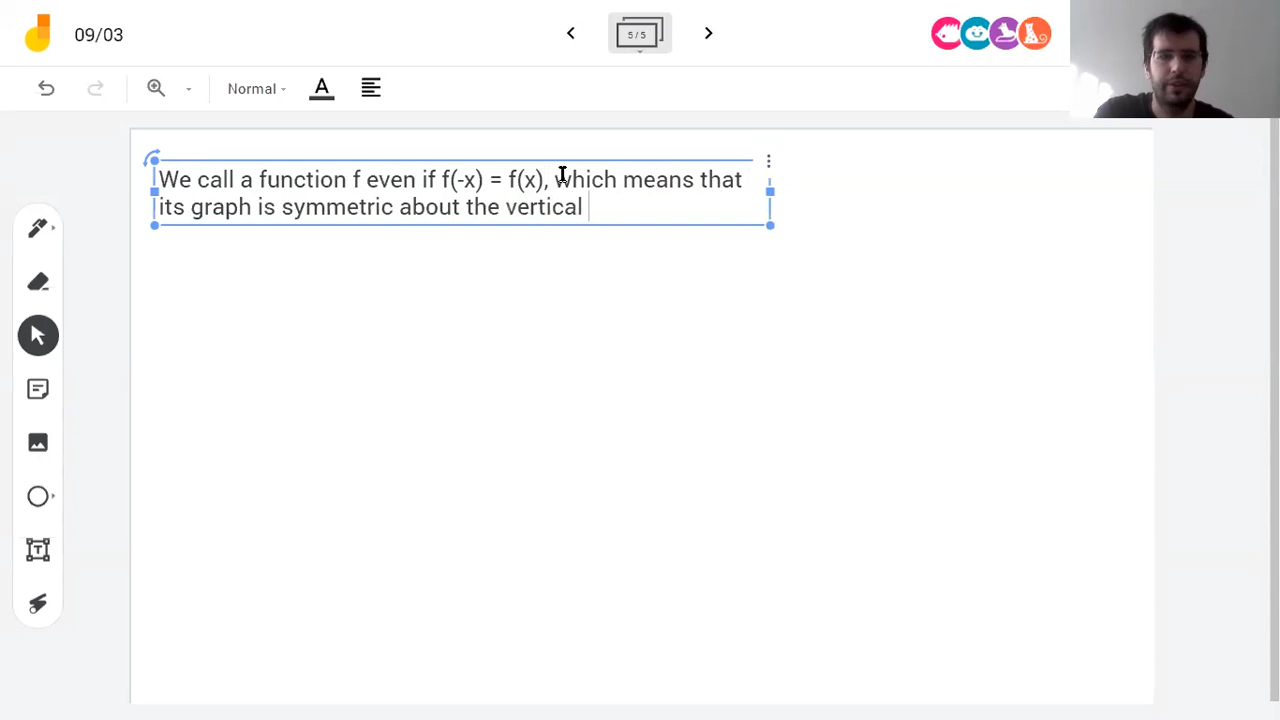 09/03
5 / 5
Normal
A
We call a function f even if f(-x) = f(x), which means that
its graph is symmetric about the vertical
T